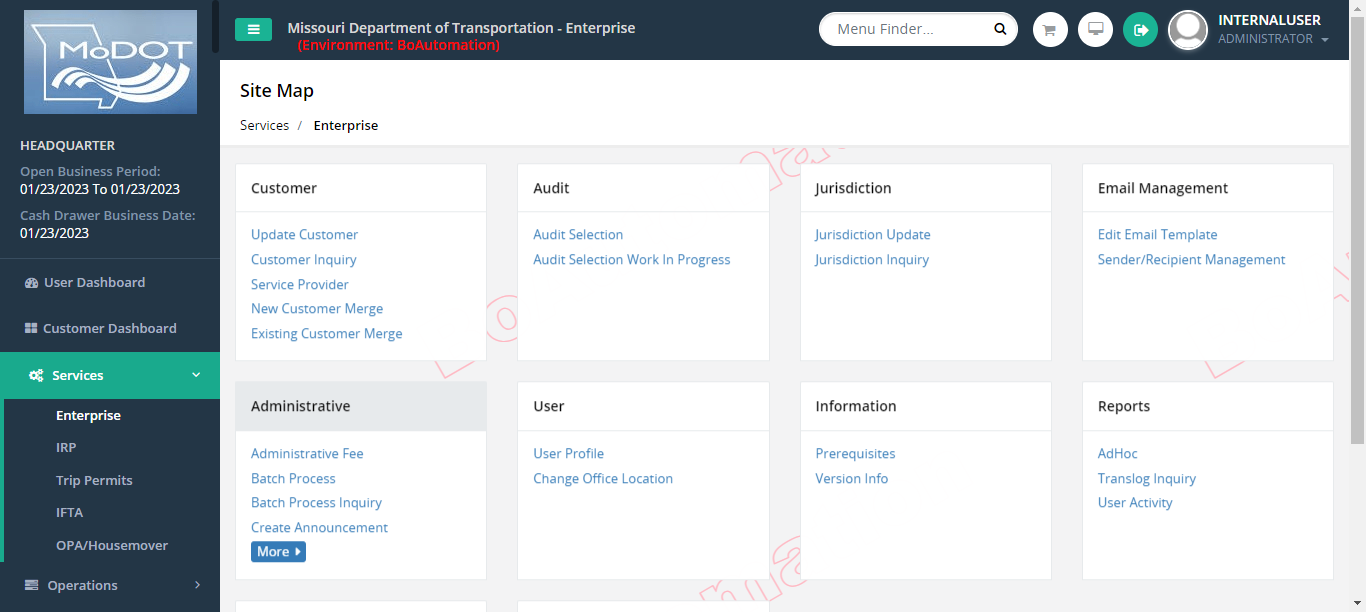 MoDOT
HEADQUARTER
Open Business Period:
01/23/2023 To 01/23/2023
Cash Drawer Business Date:
01/23/2023
User Dashboard
Customer Dashboard
Services
Enterprise
IRP
Trip Permits
IFTA
OPA/Housemover
Operations
Missouri Department of Transportation - Enterprise
(Environment: BoAutomation)
Menu Finder...
INTERNALUSER
ADMINISTRATOR
Site Map
Services / Enterprise
Customer
Update Customer
Customer Inquiry
Service Provider
New Customer Merge
Existing Customer Merge
Audit
Audit Selection
Audit Selection Work In Progress
Jurisdiction
Jurisdiction Update
Jurisdiction Inquiry
Email Management
Edit Email Template
Sender/Recipient Management
Administrative
Administrative Fee
Batch Process
Batch Process Inquiry
Create Announcement
More
User
User Profile
Change Office Location
Information
Prerequisites
Version Info
Reports
AdHoc
Translog Inquiry
User Activity